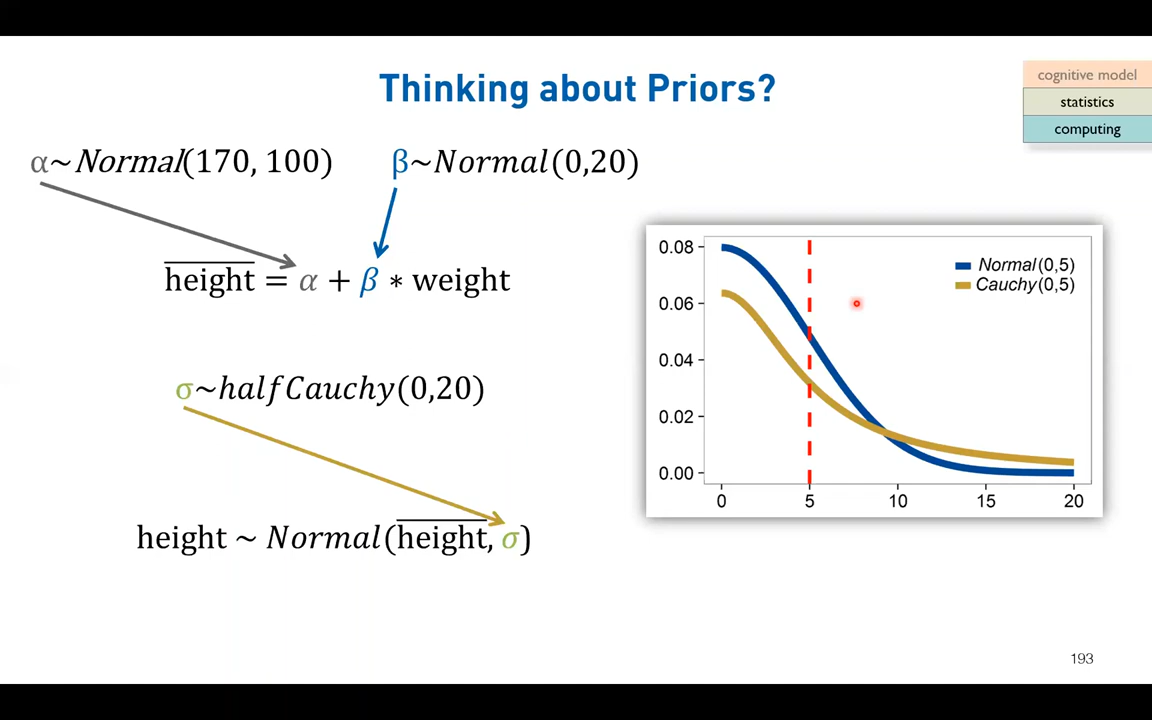 Thinking about Priors?
cognitive model
statistics
computing
α~Normal(170, 100)
β~Normal(0,20)
height = α + β ∗ weight
σ~halfCauchy(0,20)
height ~ Normal(height, σ)
Normal(0,5)
Cauchy(0,5)
0.08
0.06
0.04
0.02
0.00
0 5 10 15 20
193